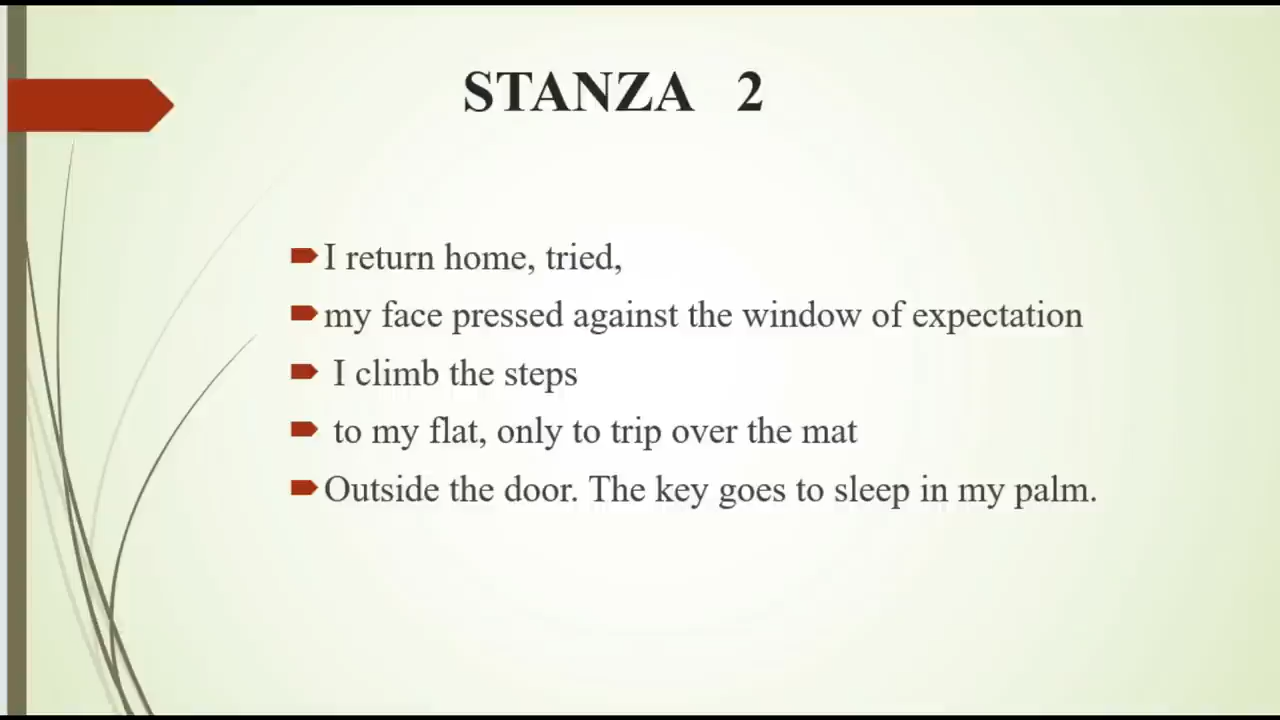 STANZA 2
I return home, tried,
my face pressed against the window of expectation
I climb the steps
to my flat, only to trip over the mat
Outside the door. The key goes to sleep in my palm.